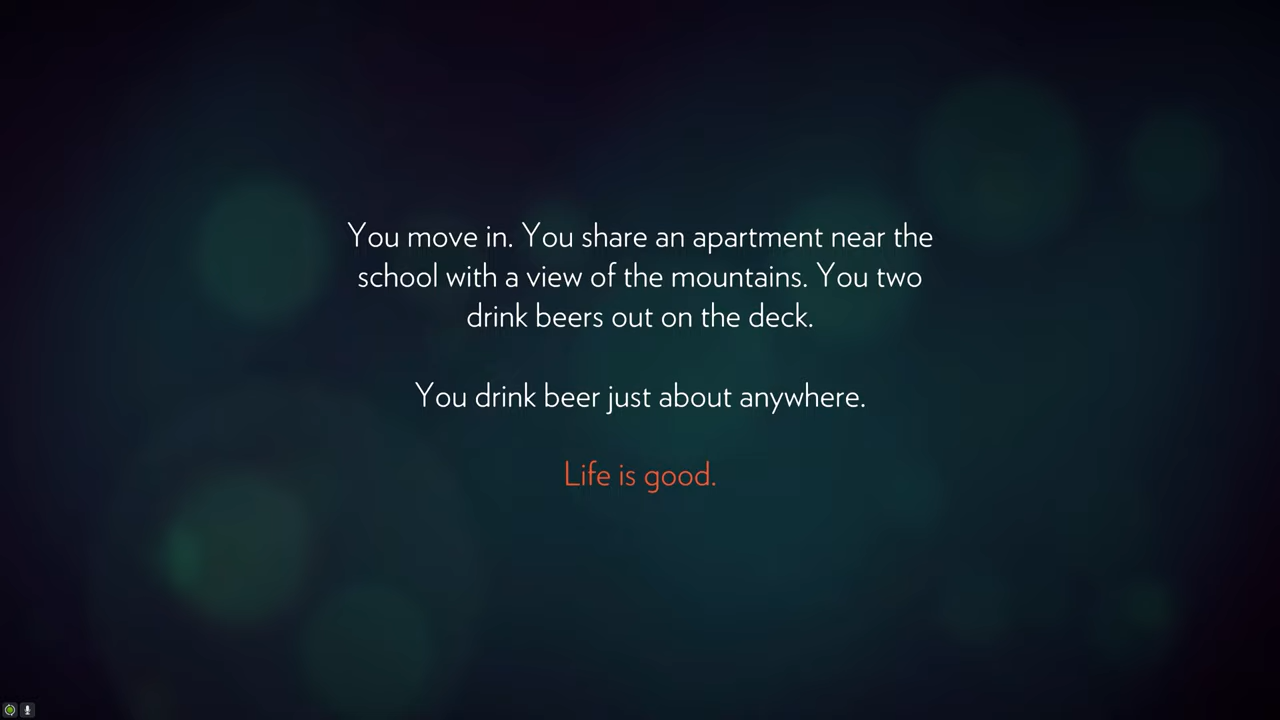 You move in. You share an apartment near the
school with a view of the mountains. You two
drink beers out on the deck.
You drink beer just about anywhere.
Life is good.